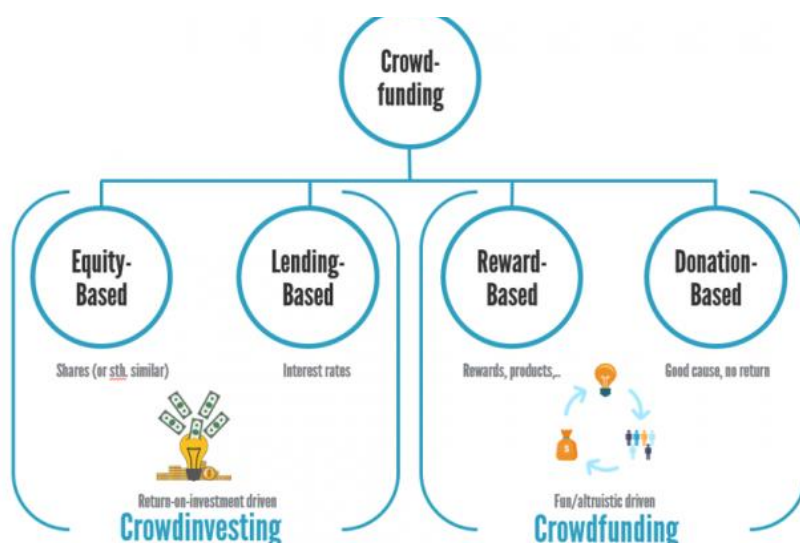 Crowd-
funding
Equity-
Based
Lending-
Based
Reward-
Based
Donation-
Based
Shares (or sth. similar)
Interest rates
Rewards, products,..
Good cause, no return
$
Return-on-investment driven
Crowdinvesting
Fun/altruistic driven
Crowdfunding